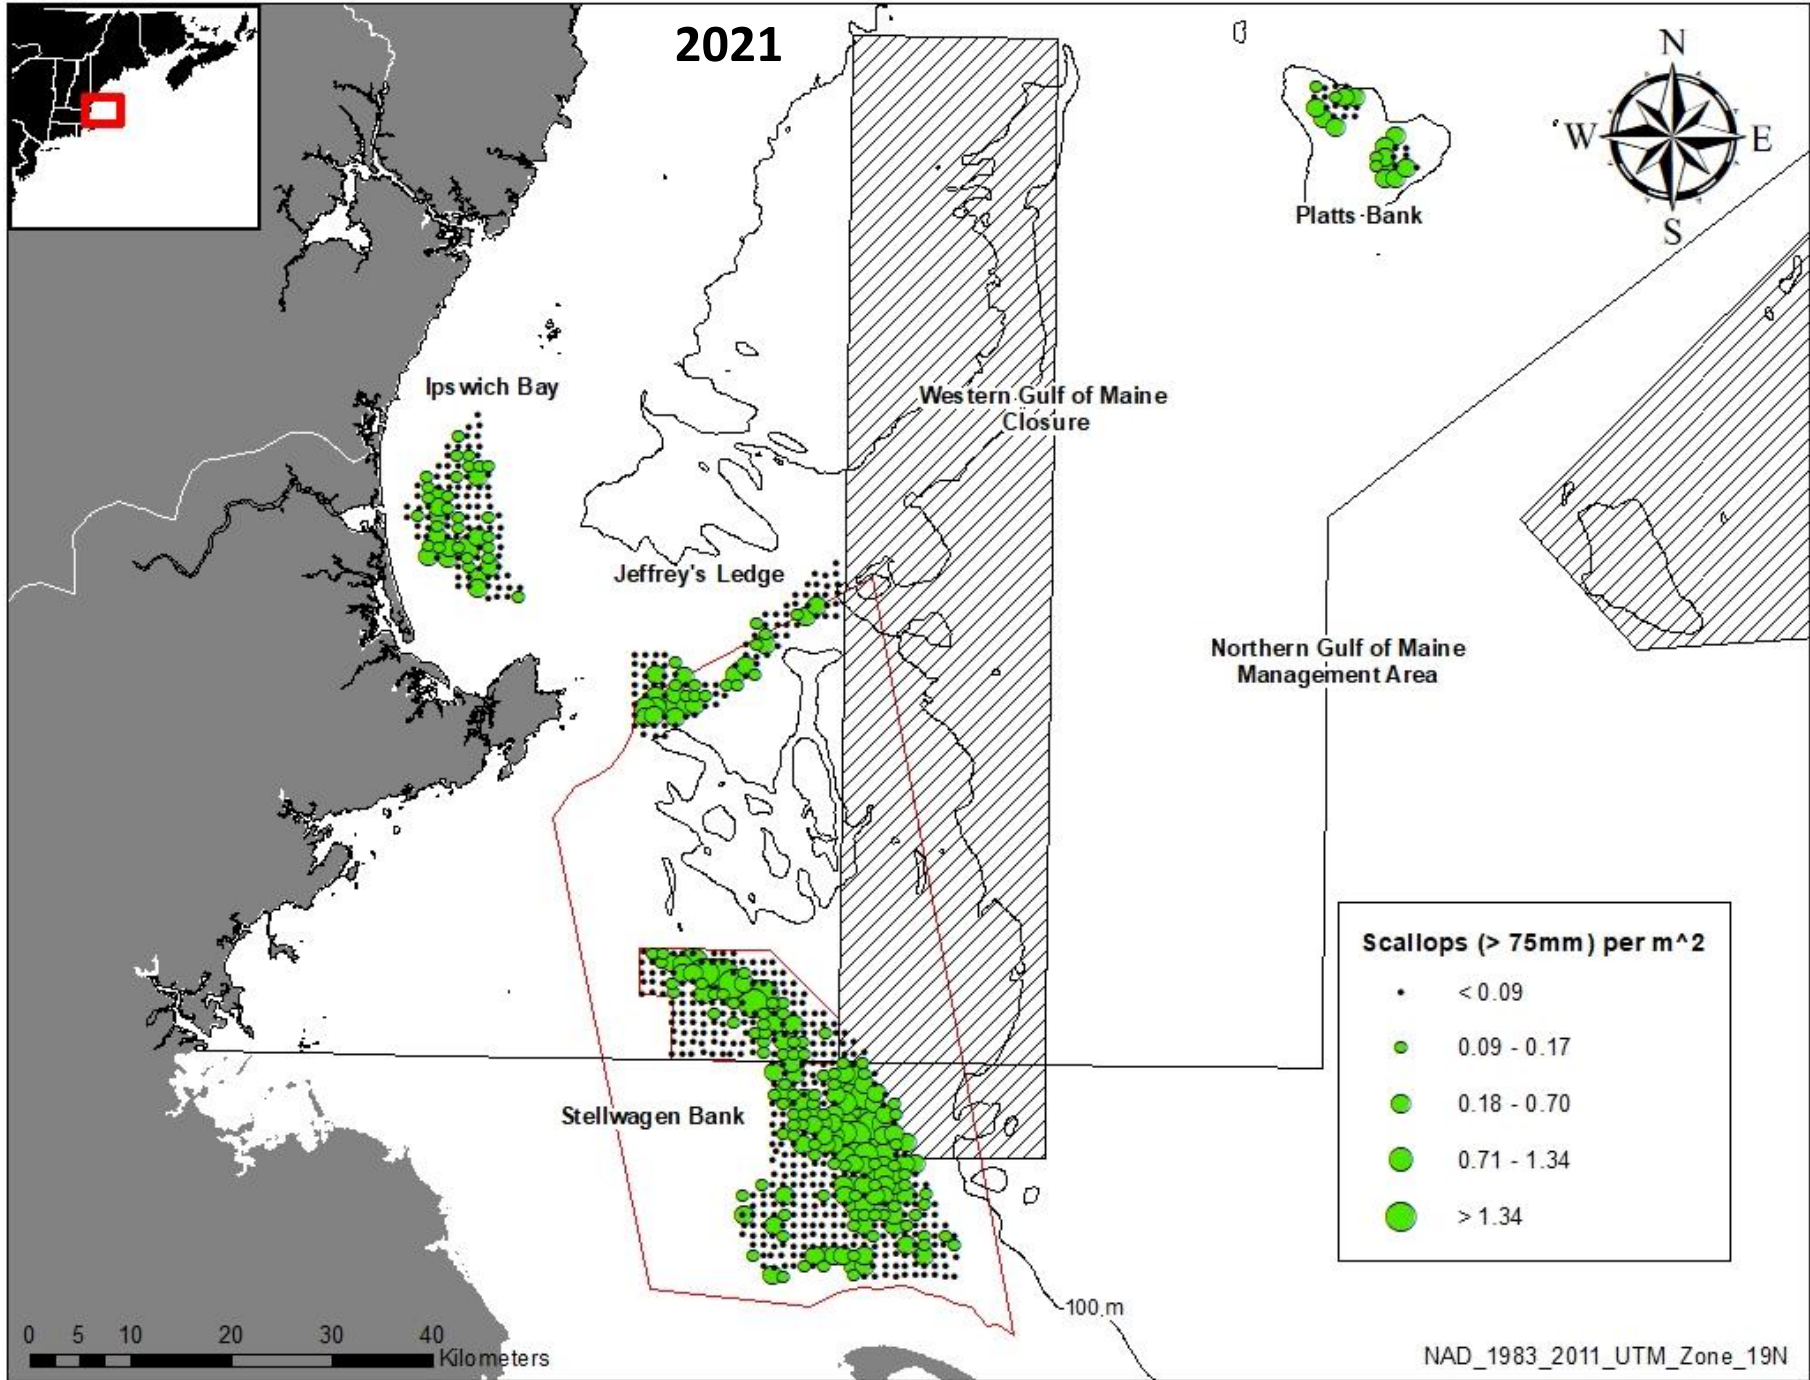 2021
N
W
E
S
Platts Bank
Ipswich Bay
Western Gulf of Maine
Closure
Jeffrey's Ledge
Northern Gulf of Maine
Management Area
Scallops (> 75mm) per m^2
< 0.09
0.09 - 0.17
0.18 - 0.70
0.71 - 1.34
> 1.34
Stellwagen Bank
100 m
0 5 10 20 30 40
Kilometers
NAD_1983_2011_UTM_Zone_19N